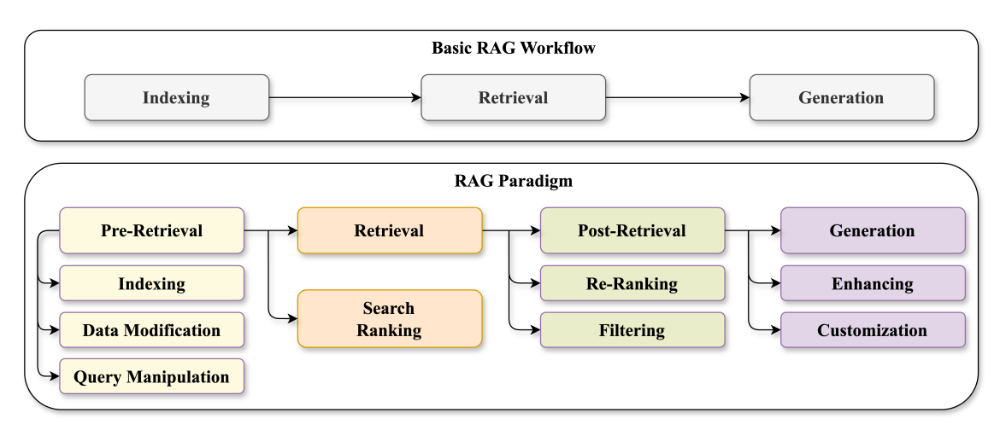 Basic RAG Workflow
Indexing
Retrieval
Generation
RAG Paradigm
Pre-Retrieval
Indexing
Data Modification
Query Manipulation
Retrieval
Search
Ranking
Post-Retrieval
Re-Ranking
Filtering
Generation
Enhancing
Customization